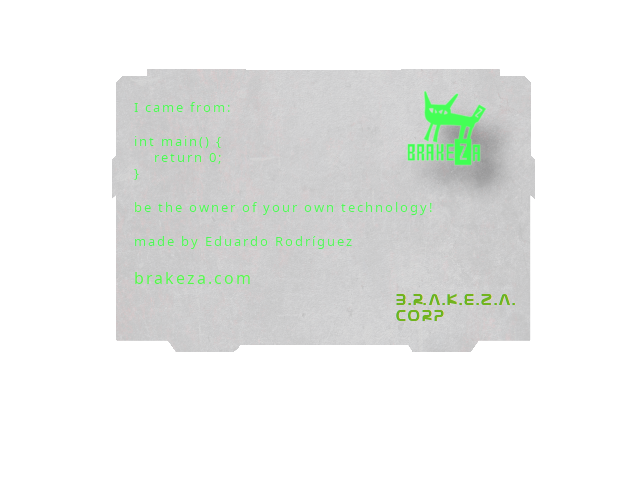 I came from:
int main() {
return 0;
}
be the owner of your own technology!
made by Eduardo Rodríguez
brakeza.com
BRAKEZA
B.R.A.K.E.Z.A.
CORP